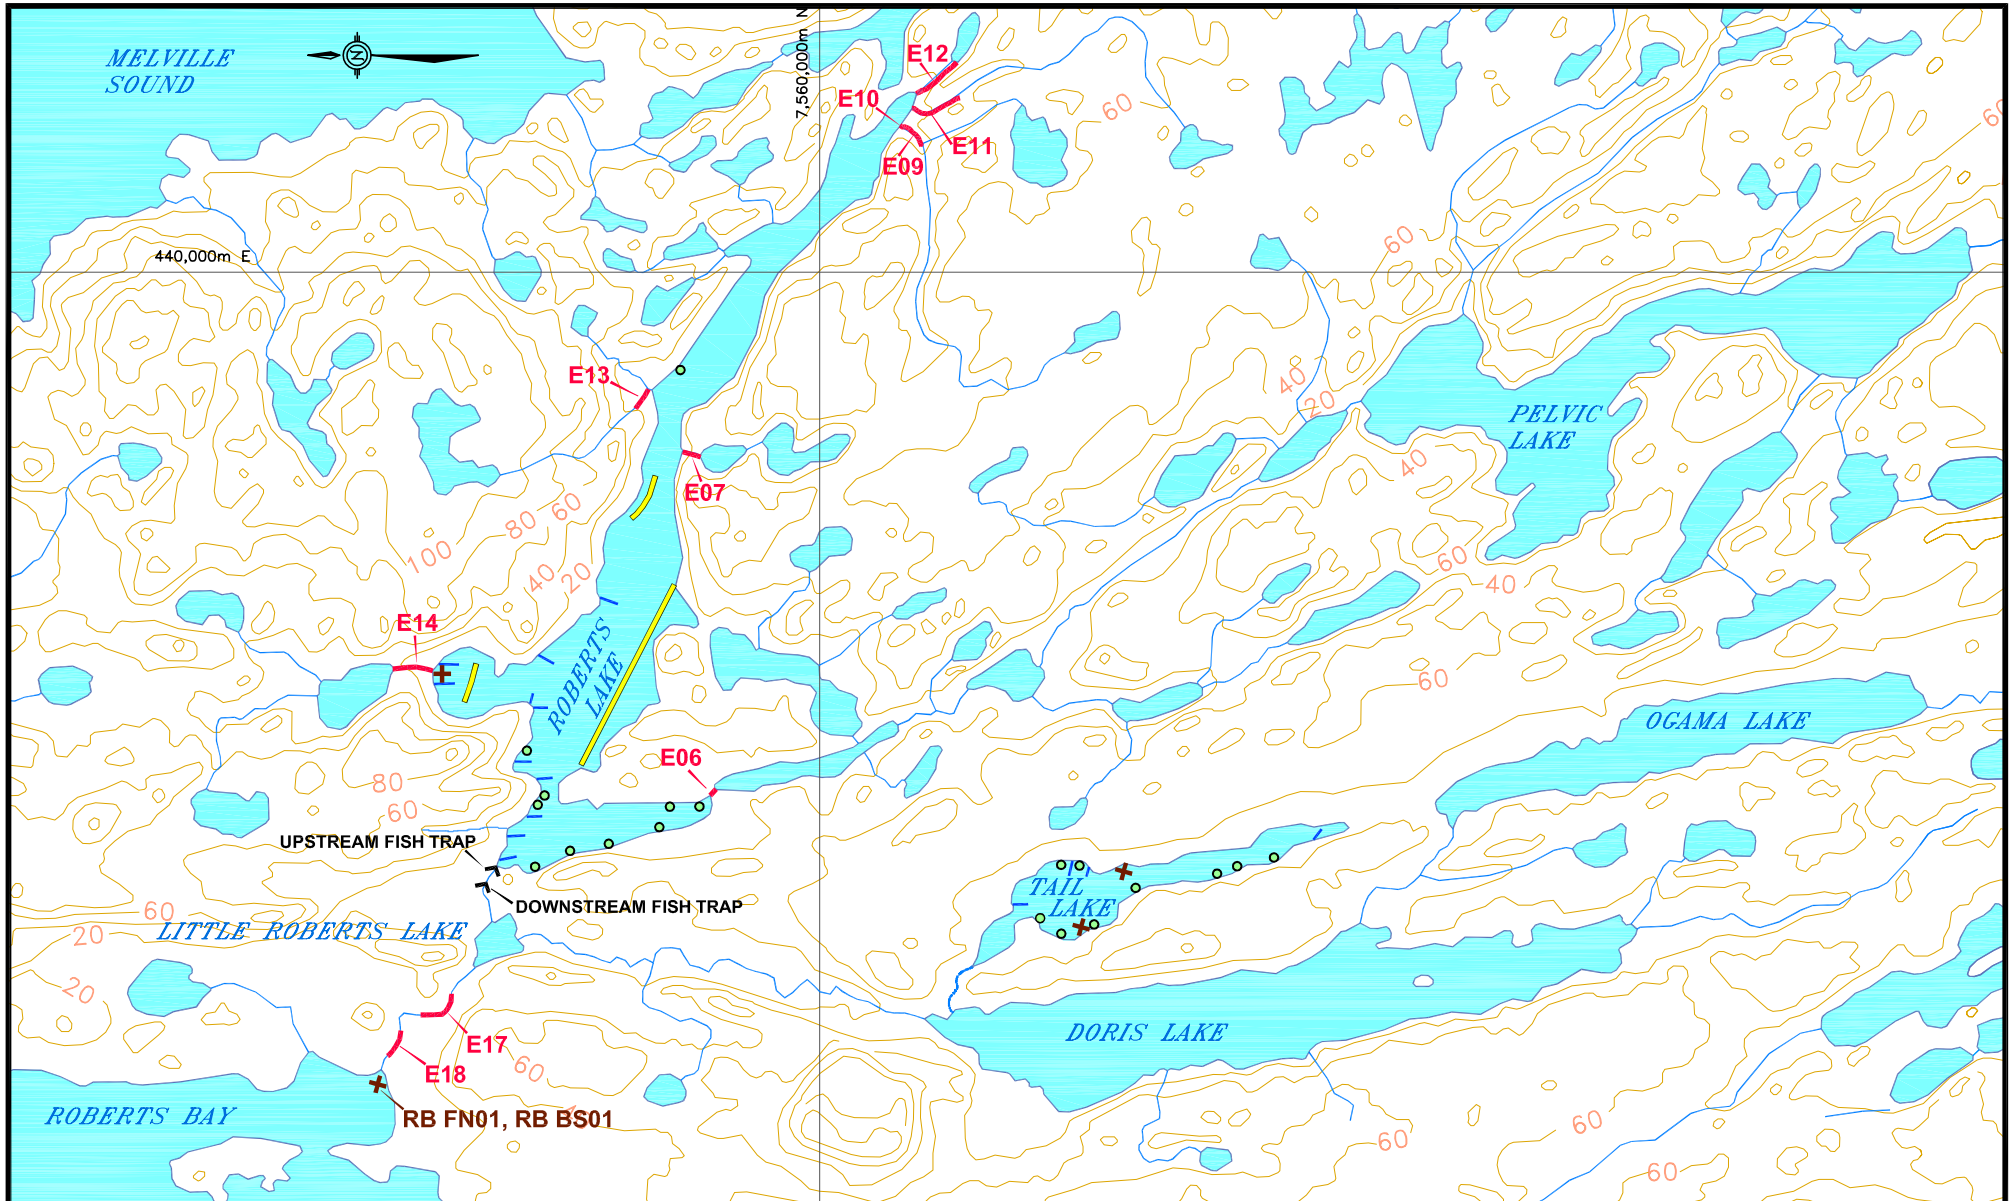 MELVILLE
SOUND
N
7,560,000m N
E12
E10
E11
E09
60
60
440,000m E
60
E13
40
20
PELVIC
LAKE
40
E07
80
60
100
60
40
20
40
E14
ROBERTS
LAKE
60
OGAMA LAKE
E06
80
60
UPSTREAM FISH TRAP
TAIL
LAKE
DOWNSTREAM FISH TRAP
60
20
LITTLE ROBERTS LAKE
20
DORIS LAKE
E17
60
E18
ROBERTS BAY
RB FN01, RB BS01
60
60
60